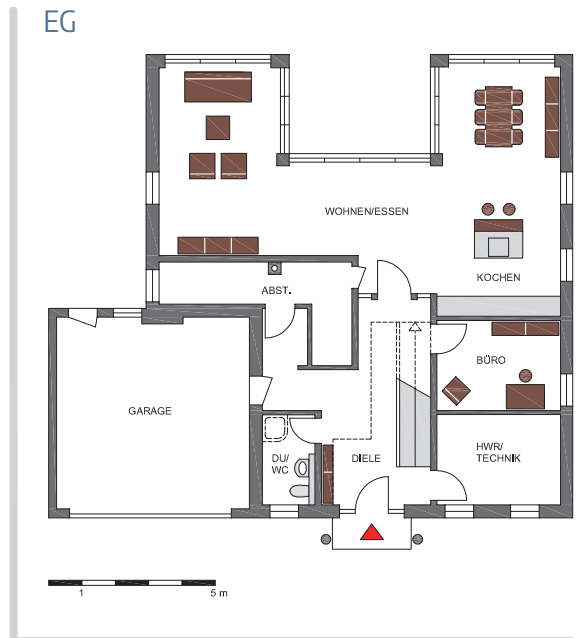 EG
WOHNEN/ESSEN
KOCHEN
ABST.
BÜRO
GARAGE
DU/
WC
DIELE
HWR/
TECHNIK
1 5 m